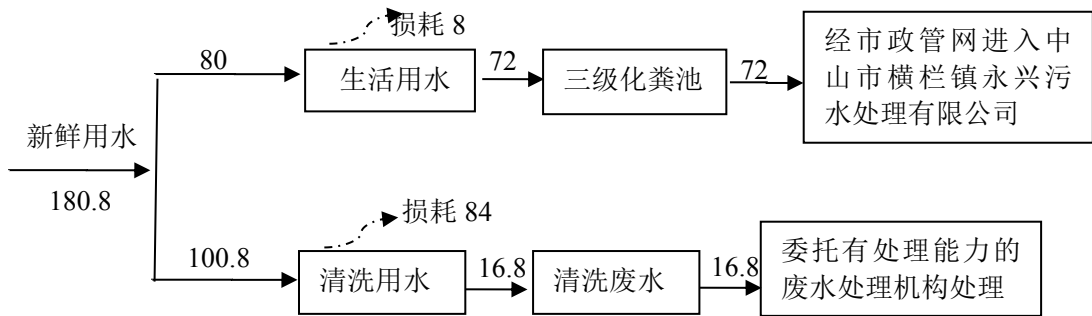 损耗 8
80
生活用水
72
三级化粪池
72
经市政管网进入中
山市横栏镇永兴污
水处理有限公司
新鲜用水
180.8
损耗 84
100.8
清洗用水
16.8
清洗废水
16.8
委托有处理能力的
废水处理机构处理